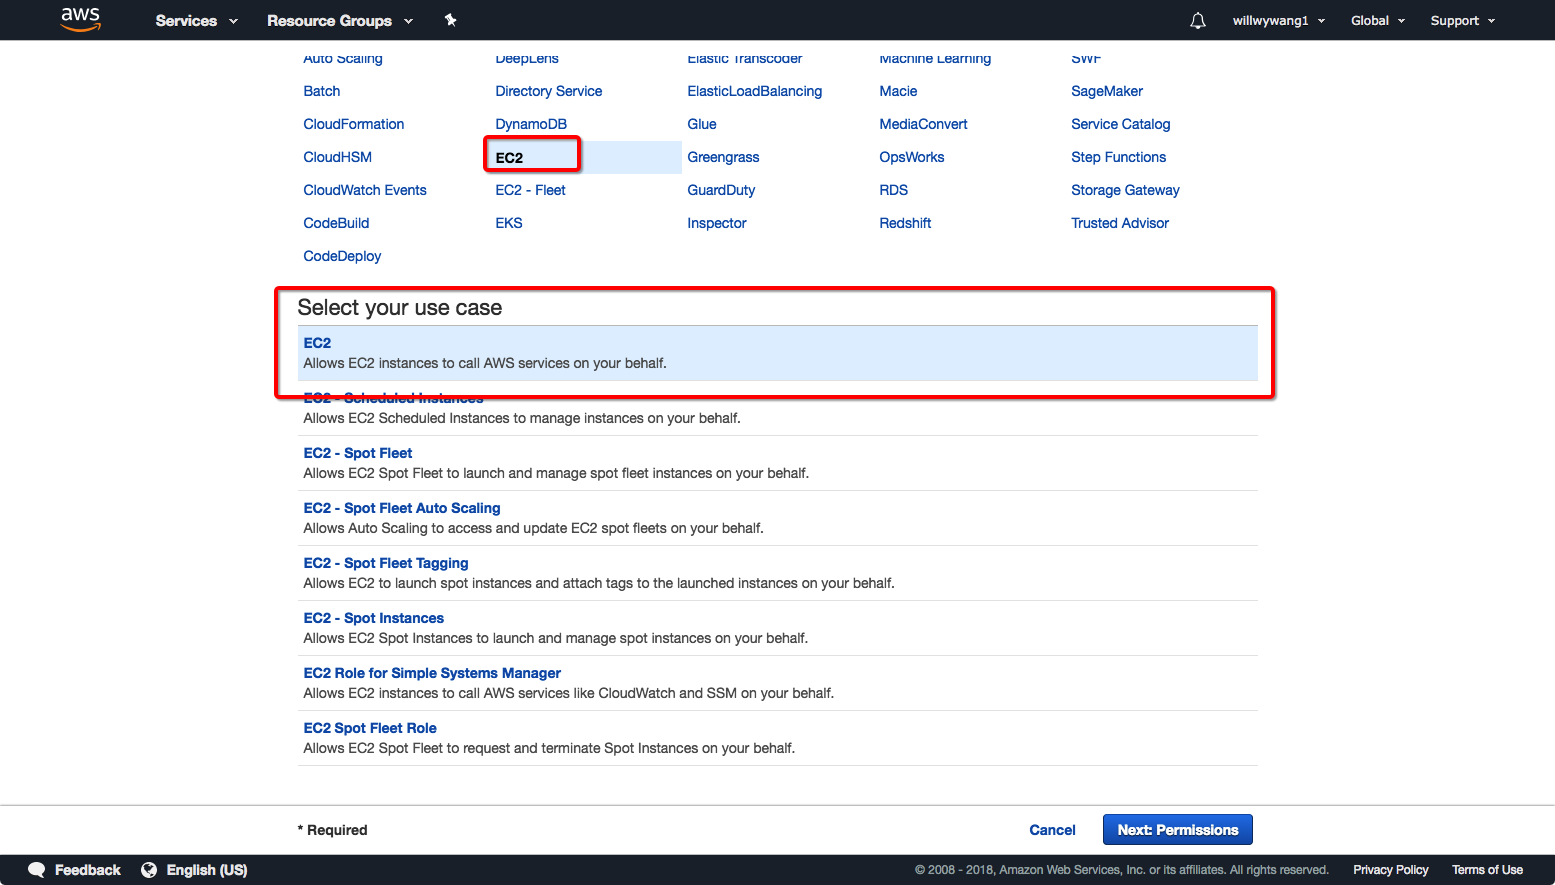 aws Services Resource Groups willwywang1 Global Support
Auto Scaling DeepLens Elastic Transcoder Machine Learning SWF
Batch Directory Service ElasticLoadBalancing Macie SageMaker
CloudFormation DynamoDB Glue MediaConvert Service Catalog
CloudHSM EC2 Greengrass OpsWorks Step Functions
CloudWatch Events EC2 - Fleet GuardDuty RDS Storage Gateway
CodeBuild EKS Inspector Redshift Trusted Advisor
CodeDeploy
Select your use case
EC2
Allows EC2 instances to call AWS services on your behalf.
EC2 - Scheduled Instances
Allows EC2 Scheduled Instances to manage instances on your behalf.
EC2 - Spot Fleet
Allows EC2 Spot Fleet to launch and manage spot fleet instances on your behalf.
EC2 - Spot Fleet Auto Scaling
Allows Auto Scaling to access and update EC2 spot fleets on your behalf.
EC2 - Spot Fleet Tagging
Allows EC2 to launch spot instances and attach tags to the launched instances on your behalf.
EC2 - Spot Instances
Allows EC2 Spot Instances to launch and manage spot instances on your behalf.
EC2 Role for Simple Systems Manager
Allows EC2 instances to call AWS services like CloudWatch and SSM on your behalf.
EC2 Spot Fleet Role
Allows EC2 Spot Fleet to request and terminate Spot Instances on your behalf.
* Required Cancel Next: Permissions
Feedback English (US) © 2008 - 2018, Amazon Web Services, Inc. or its affiliates. All rights reserved. Privacy Policy Terms of Use